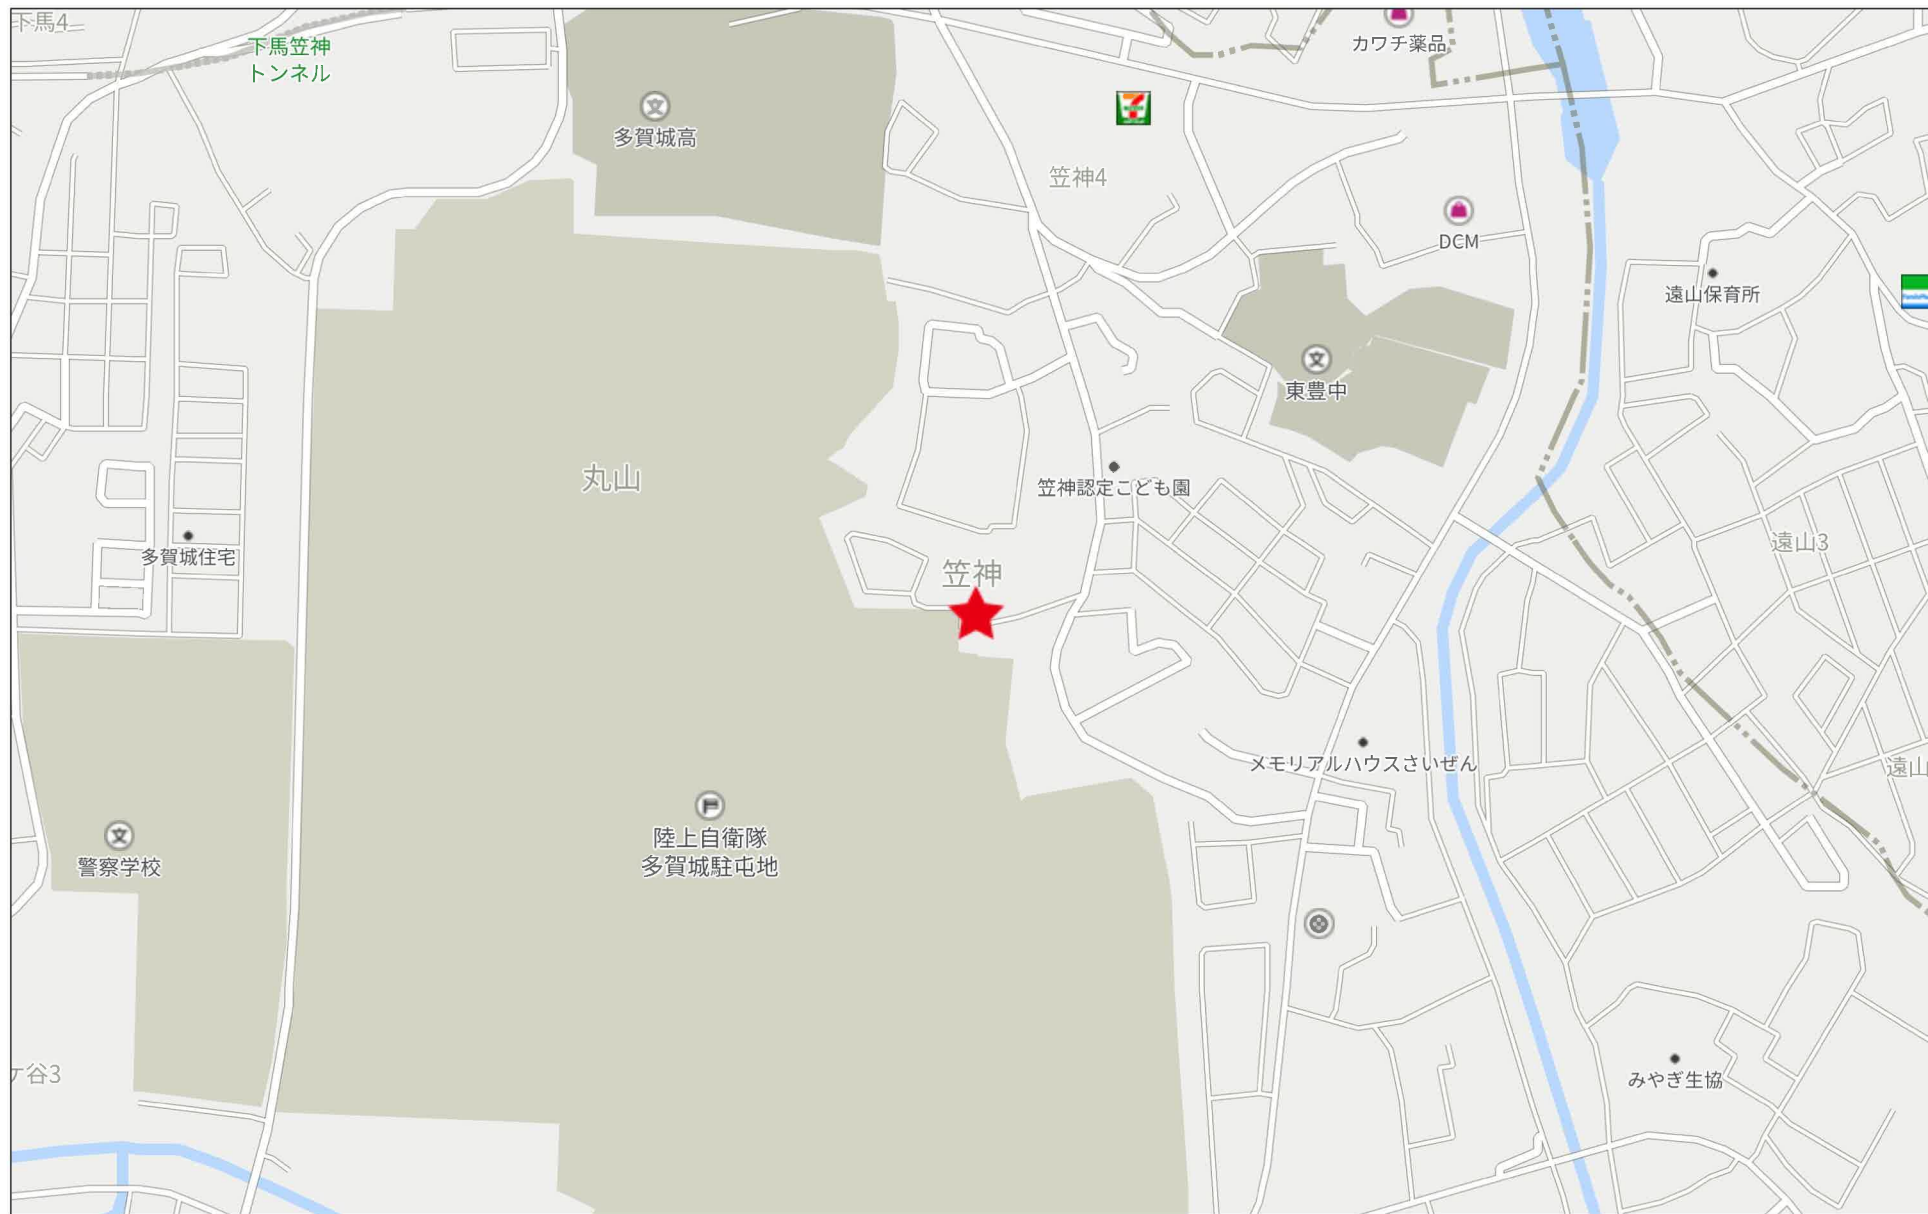 下馬4
下馬笠神
トンネル
カワチ薬品
多賀城高
笠神4
DCM
遠山保育所
東豊中
丸山
笠神認定こども園
多賀城住宅
遠山3
笠神
メモリアルハウスさいぜん
遠山
陸上自衛隊
多賀城駐屯地
警察学校
ケ谷3
みやぎ生協